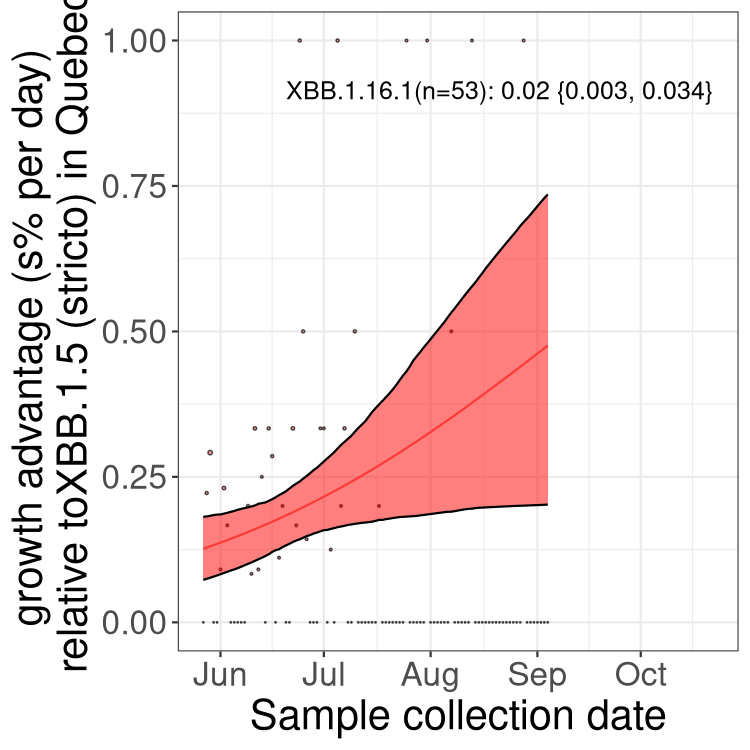 growth advantage (s% per day)
relative toXBB.1.5 (stricto) in Quebec
1.00
0.75
0.50
0.25
0.00
XBB.1.16.1(n=53): 0.02 {0.003, 0.034}
Jun Jul Aug Sep Oct
Sample collection date